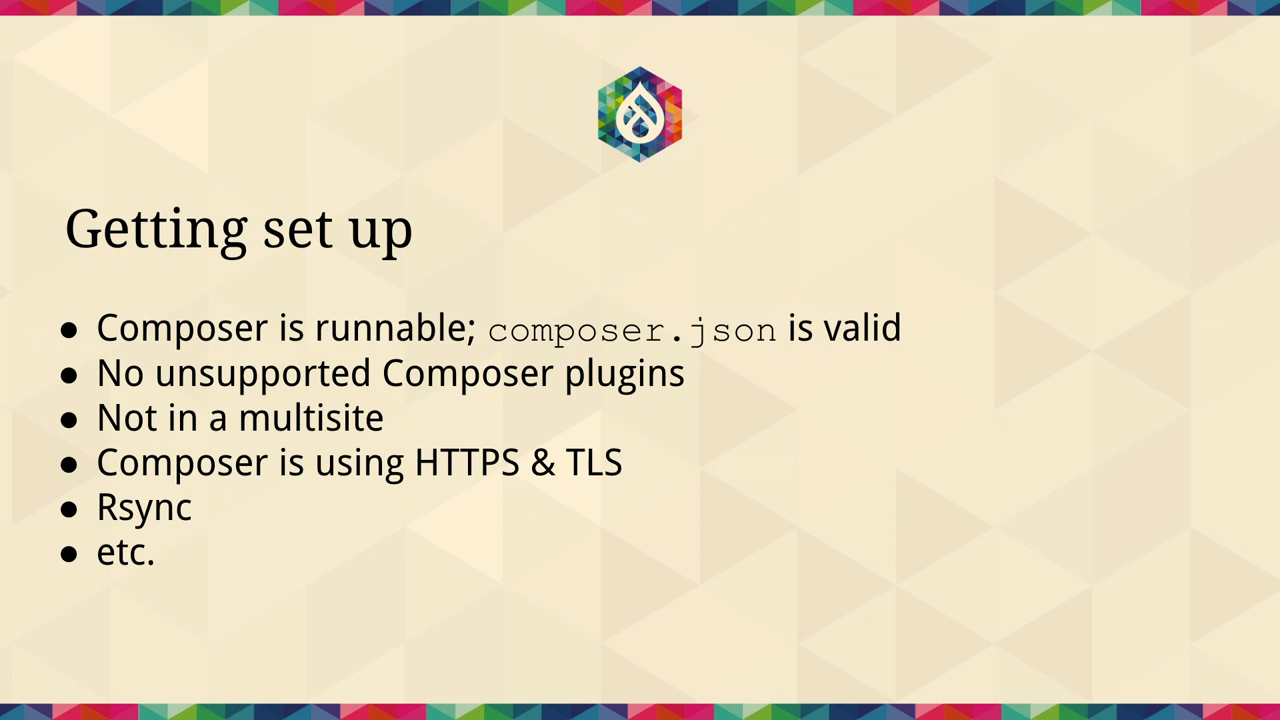 Getting set up
● Composer is runnable; composer.json is valid
● No unsupported Composer plugins
● Not in a multisite
● Composer is using HTTPS & TLS
● Rsync
● etc.